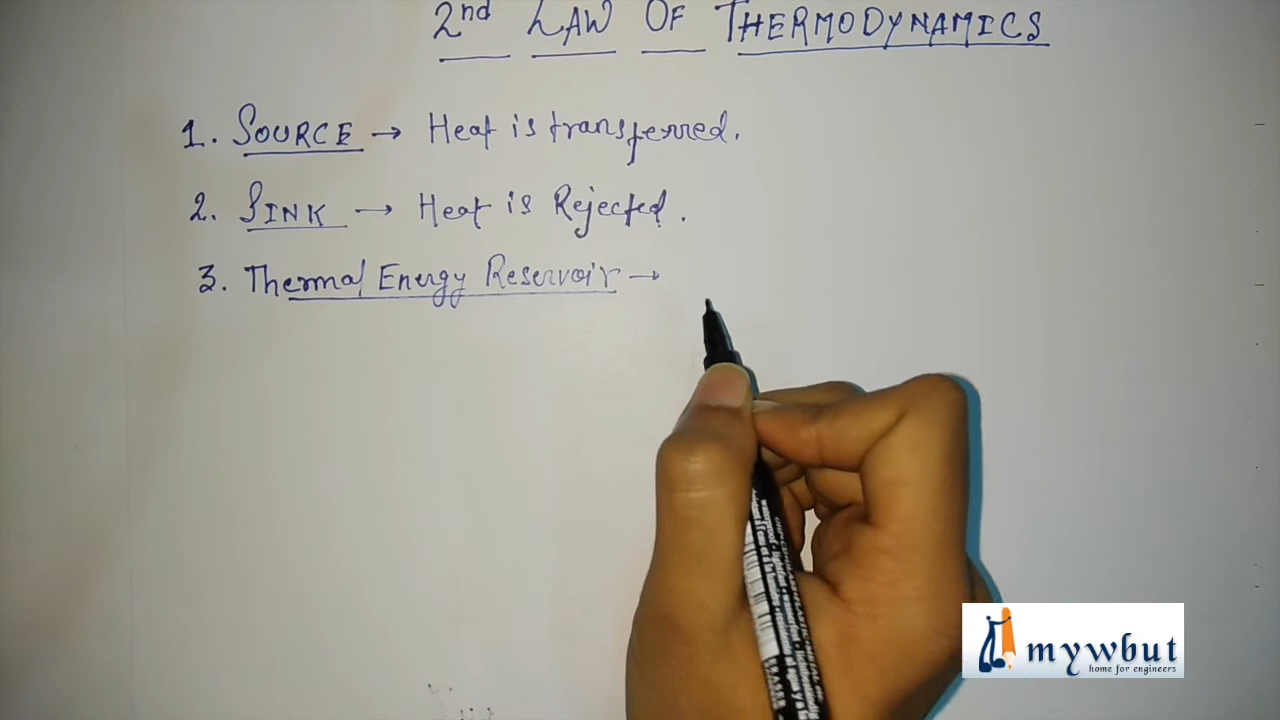 2nd LAW OF THERMODYNAMICS
1. SOURCE → Heat is transferred.
2. SINK → Heat is Rejected.
3. Thermal Energy Reservoir →
mywbut
home for engineers